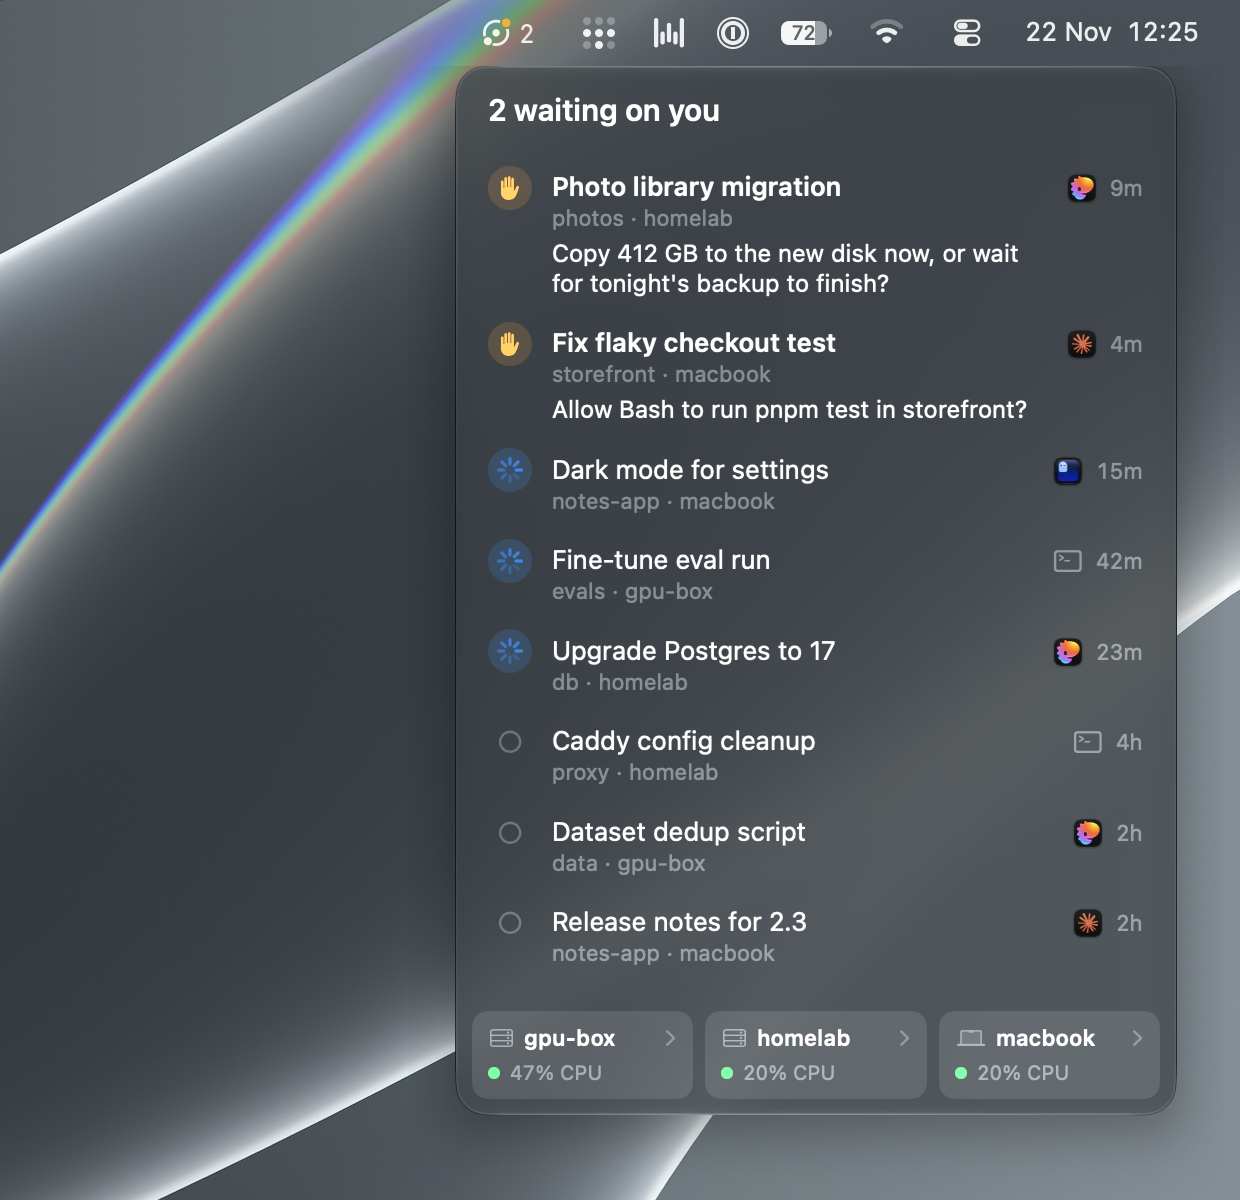 2
72
22 Nov 12:25
2 waiting on you
Photo library migration
9m
photos · homelab
Copy 412 GB to the new disk now, or wait
for tonight's backup to finish?
Fix flaky checkout test
4m
storefront · macbook
Allow Bash to run pnpm test in storefront?
Dark mode for settings
15m
notes-app · macbook
Fine-tune eval run
42m
evals · gpu-box
Upgrade Postgres to 17
23m
db · homelab
Caddy config cleanup
4h
proxy · homelab
Dataset dedup script
2h
data · gpu-box
Release notes for 2.3
2h
notes-app · macbook
gpu-box
47% CPU
homelab
20% CPU
macbook
20% CPU